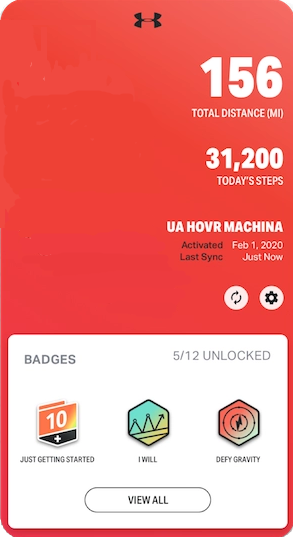 156
TOTAL DISTANCE (MI)
31,200
TODAY'S STEPS
UA HOVR MACHINA
Activated Feb 1, 2020
Last Sync Just Now
BADGES 5/12 UNLOCKED
10
JUST GETTING STARTED
I WILL
DEFY GRAVITY
VIEW ALL